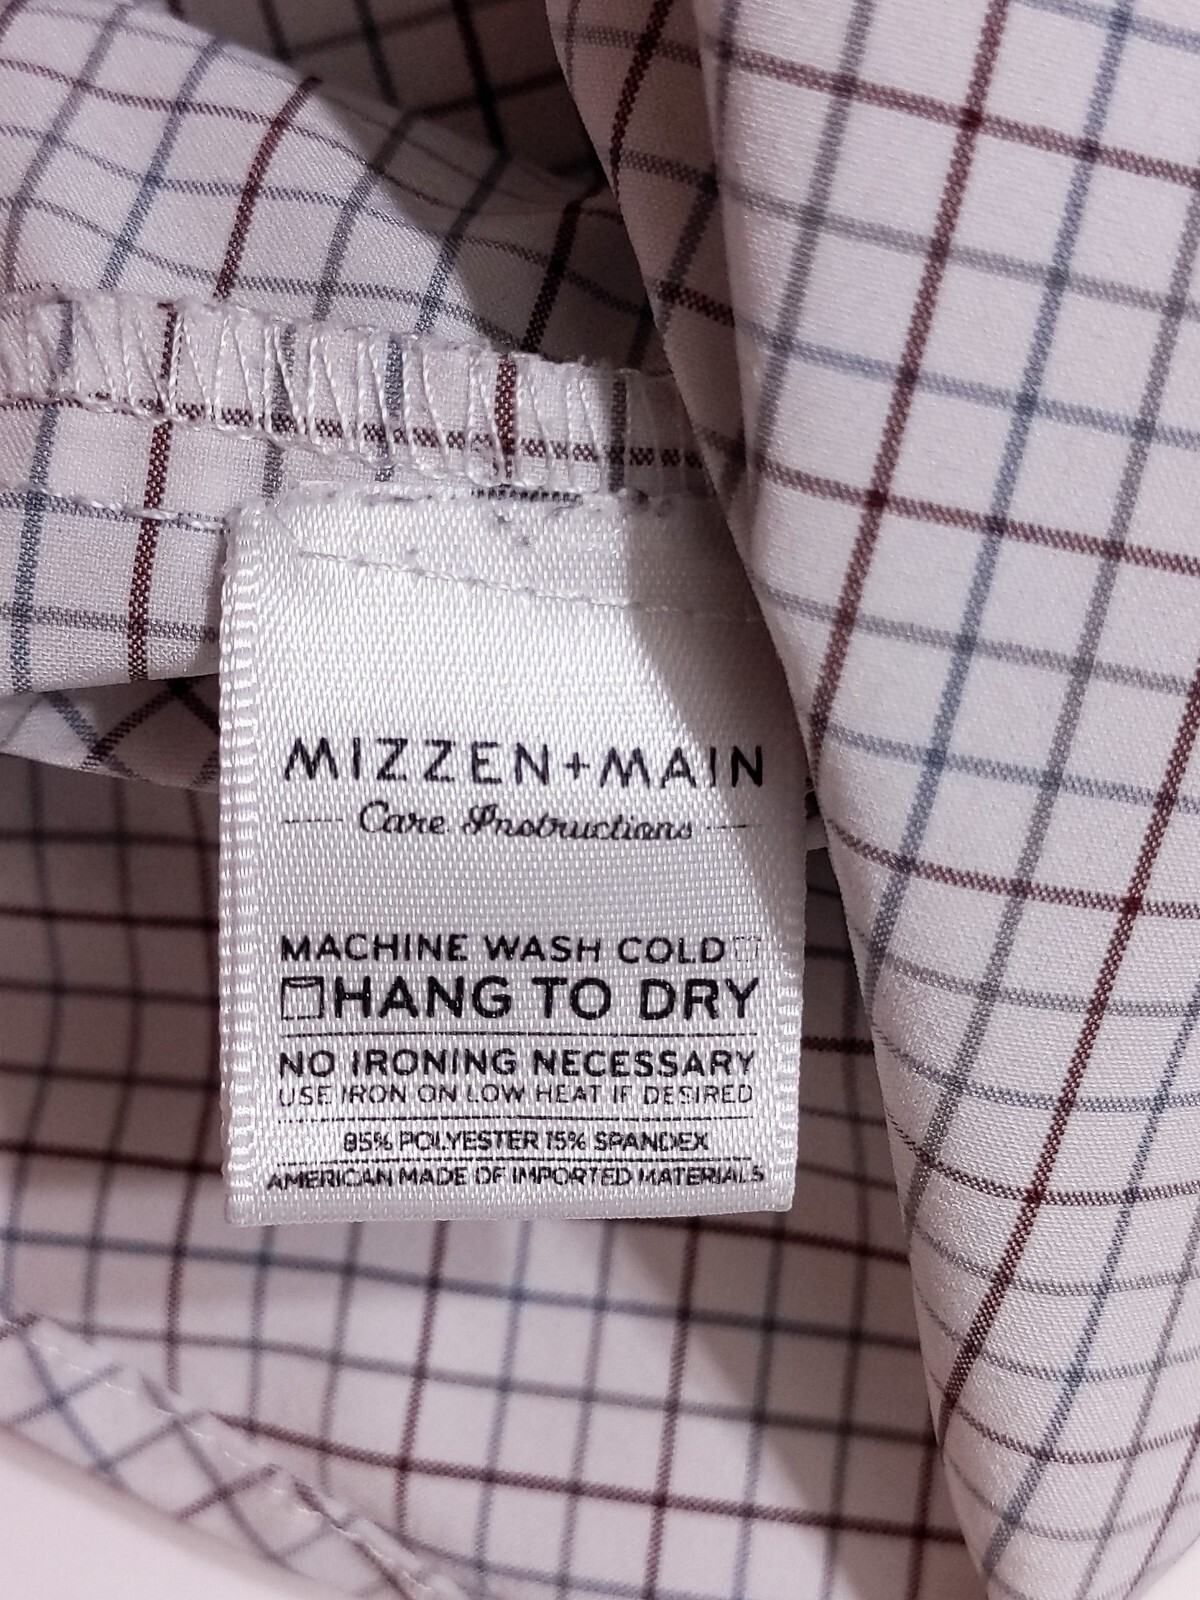 MIZZEN+MAIN
Care Instructions
MACHINE WASH COLD
HANG TO DRY
NO IRONING NECESSARY
USE IRON ON LOW HEAT IF DESIRED
85% POLYESTER 15% SPANDEX
AMERICAN MADE OF IMPORTED MATERIALS